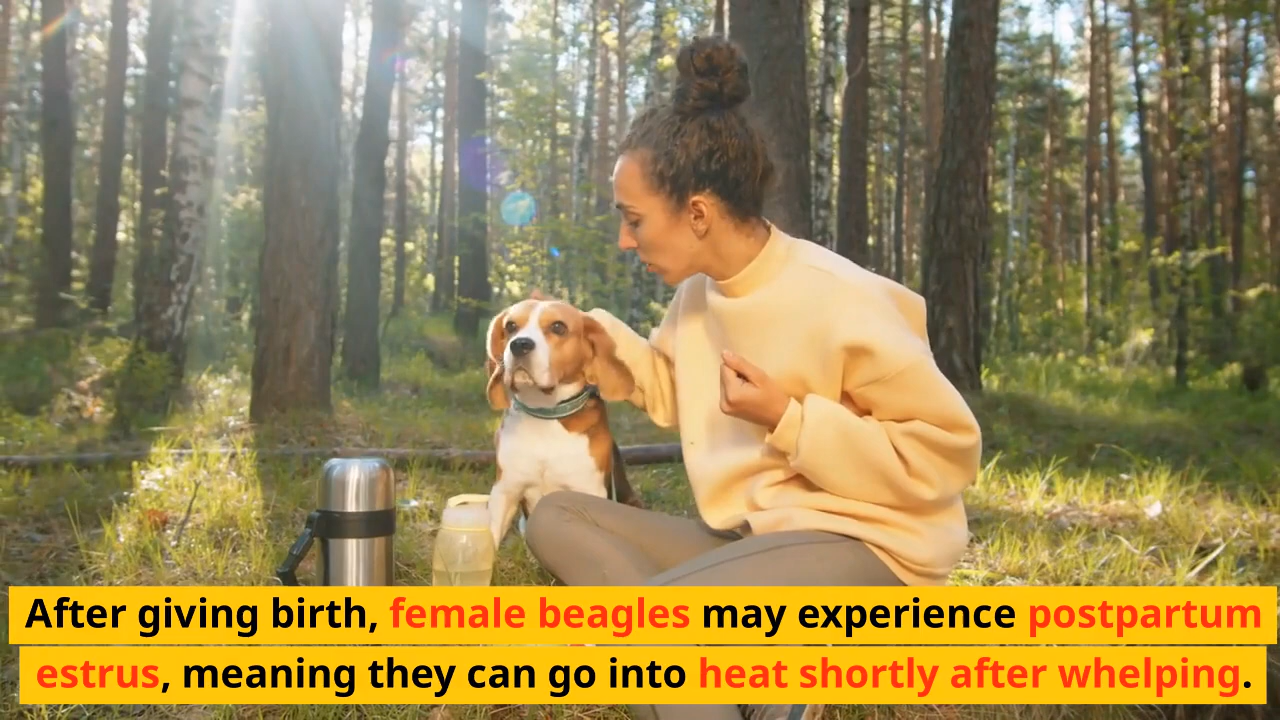 After giving birth, female beagles may experience postpartum
estrus, meaning they can go into heat shortly after whelping.